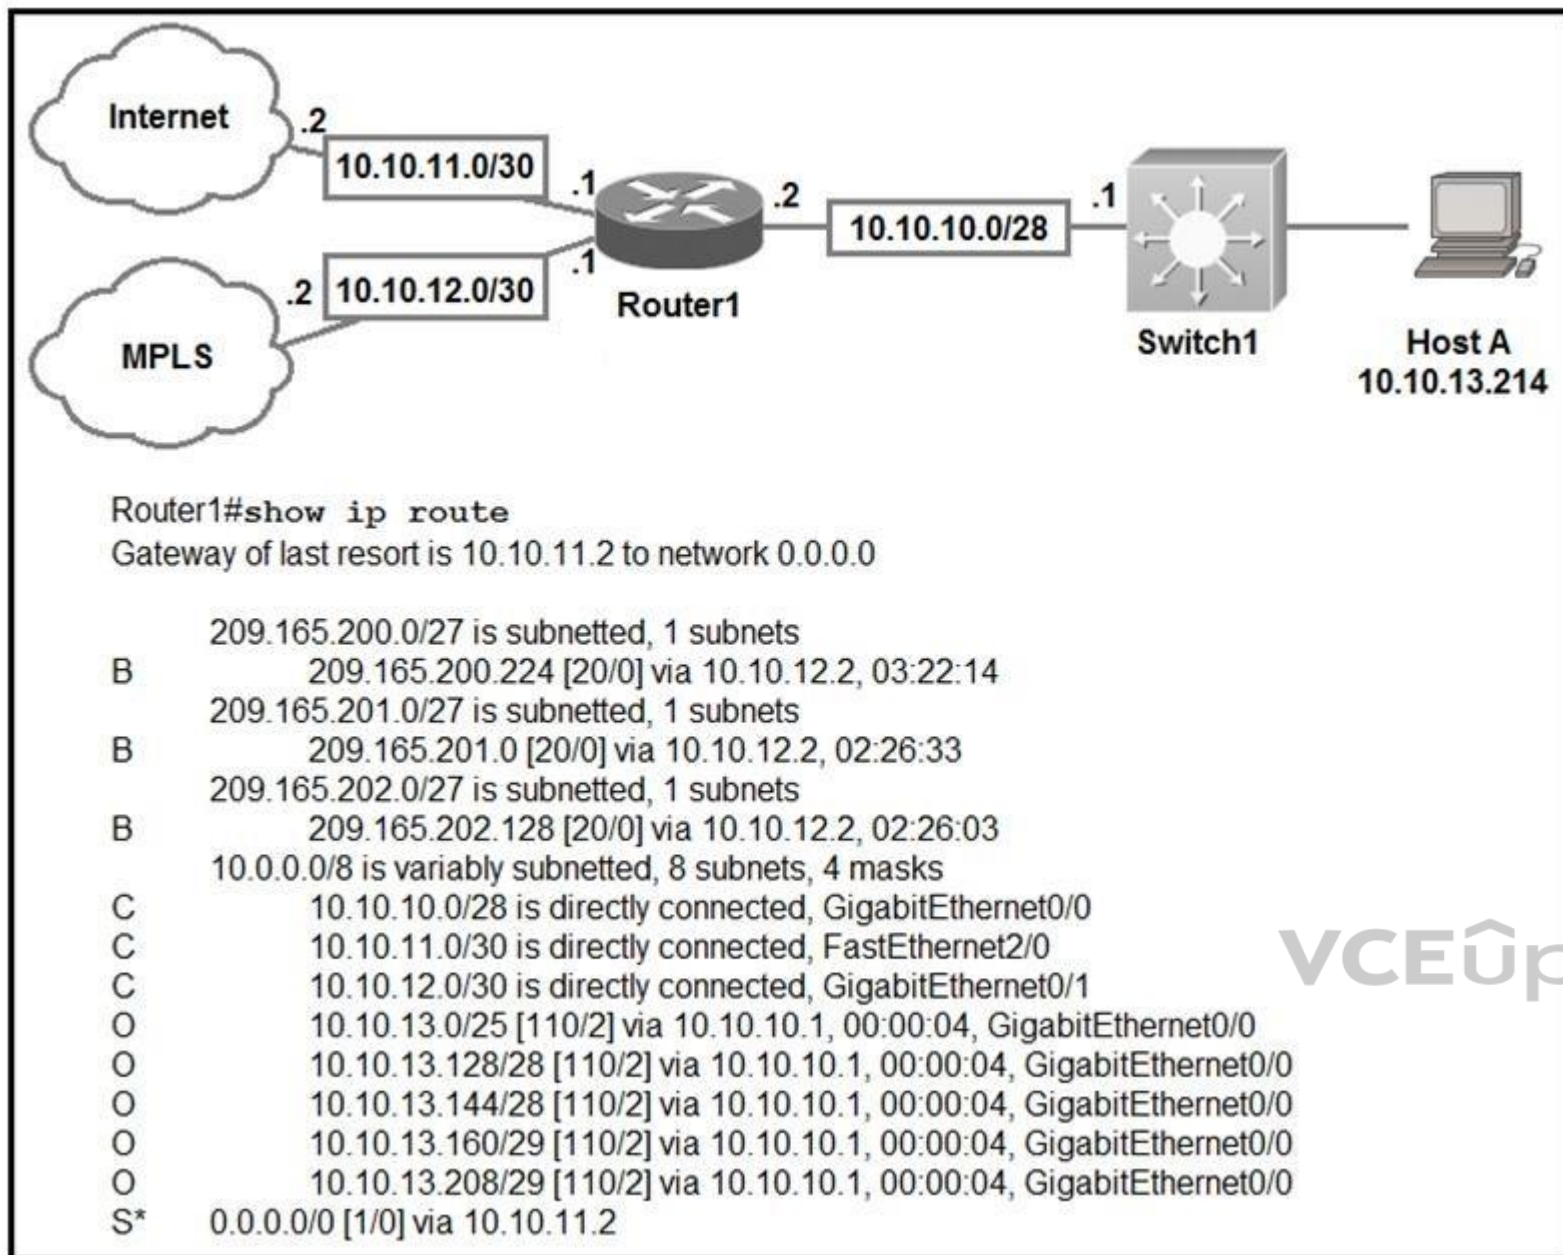 Internet
.2
10.10.11.0/30
.1
.2
10.10.10.0/28
.1
.1
.2
10.10.12.0/30
Router1
MPLS
Switch1
Host A
10.10.13.214
Router1#show ip route
Gateway of last resort is 10.10.11.2 to network 0.0.0.0
209.165.200.0/27 is subnetted, 1 subnets
B 209.165.200.224 [20/0] via 10.10.12.2, 03:22:14
209.165.201.0/27 is subnetted, 1 subnets
B 209.165.201.0 [20/0] via 10.10.12.2, 02:26:33
209.165.202.0/27 is subnetted, 1 subnets
B 209.165.202.128 [20/0] via 10.10.12.2, 02:26:03
10.0.0.0/8 is variably subnetted, 8 subnets, 4 masks
C 10.10.10.0/28 is directly connected, GigabitEthernet0/0
C 10.10.11.0/30 is directly connected, FastEthernet2/0
C 10.10.12.0/30 is directly connected, GigabitEthernet0/1
O 10.10.13.0/25 [110/2] via 10.10.10.1, 00:00:04, GigabitEthernet0/0
O 10.10.13.128/28 [110/2] via 10.10.10.1, 00:00:04, GigabitEthernet0/0
O 10.10.13.144/28 [110/2] via 10.10.10.1, 00:00:04, GigabitEthernet0/0
O 10.10.13.160/29 [110/2] via 10.10.10.1, 00:00:04, GigabitEthernet0/0
O 10.10.13.208/29 [110/2] via 10.10.10.1, 00:00:04, GigabitEthernet0/0
S* 0.0.0.0/0 [1/0] via 10.10.11.2
VCEûp